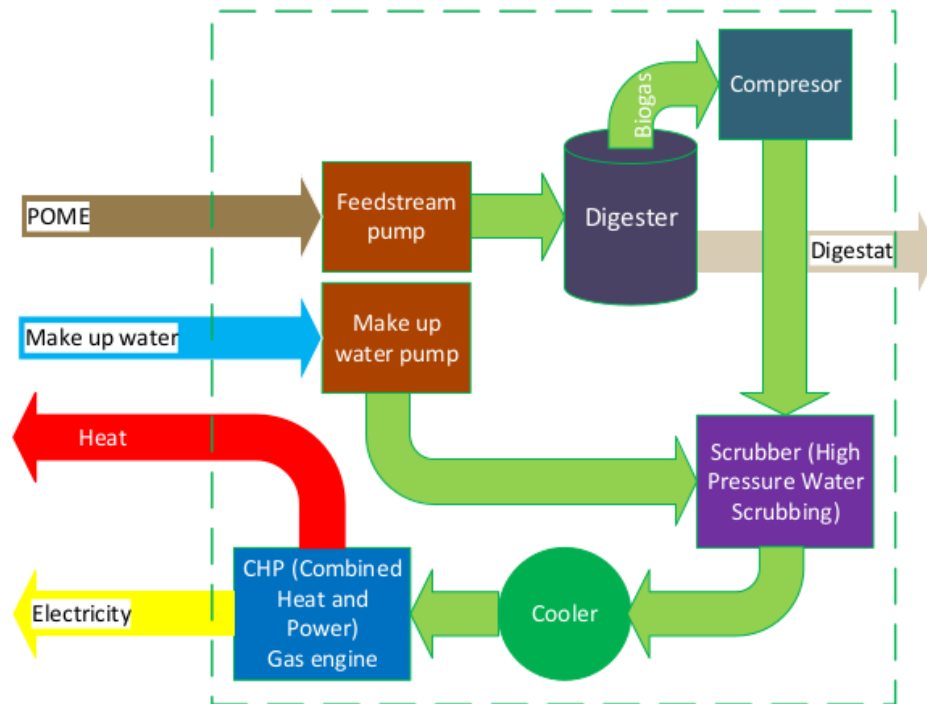 Biogas
Compresor
POME
Feedstream
pump
Digester
Digestat
Make up water
Make up
water pump
Heat
Scrubber (High
Pressure Water
Scrubbing)
Electricity
CHP (Combined
Heat and
Power)
Gas engine
Cooler